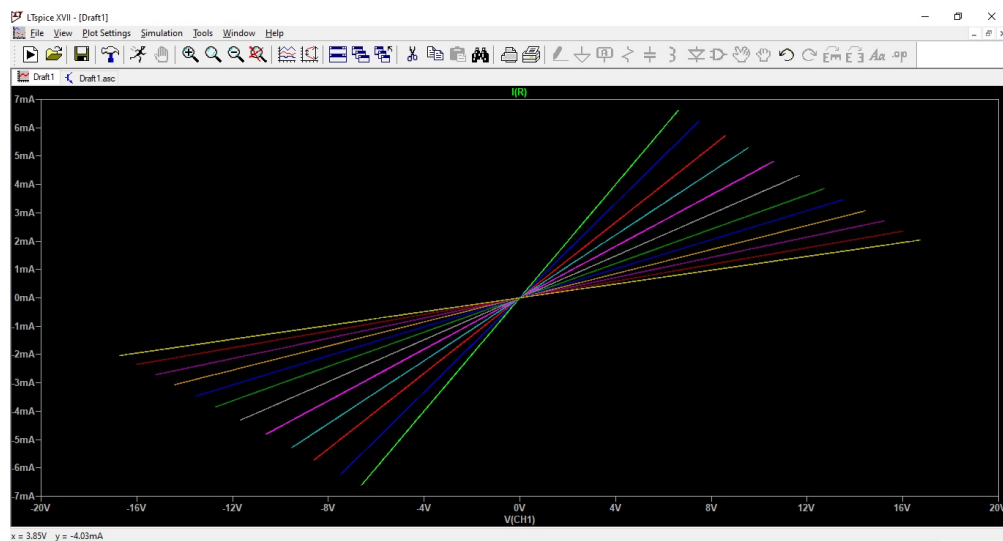 LTspice XVII - [Draft1]
File View Plot Settings Simulation Tools Window Help
Draft1 Draft1.asc
I(R)
7mA
6mA
5mA
4mA
3mA
2mA
1mA
0mA
-1mA
-2mA
-3mA
-4mA
-5mA
-6mA
-7mA
-20V -16V -12V -8V -4V 0V 4V 8V 12V 16V 20V
V(CH1)
x = 3.85V y = -4.03mA